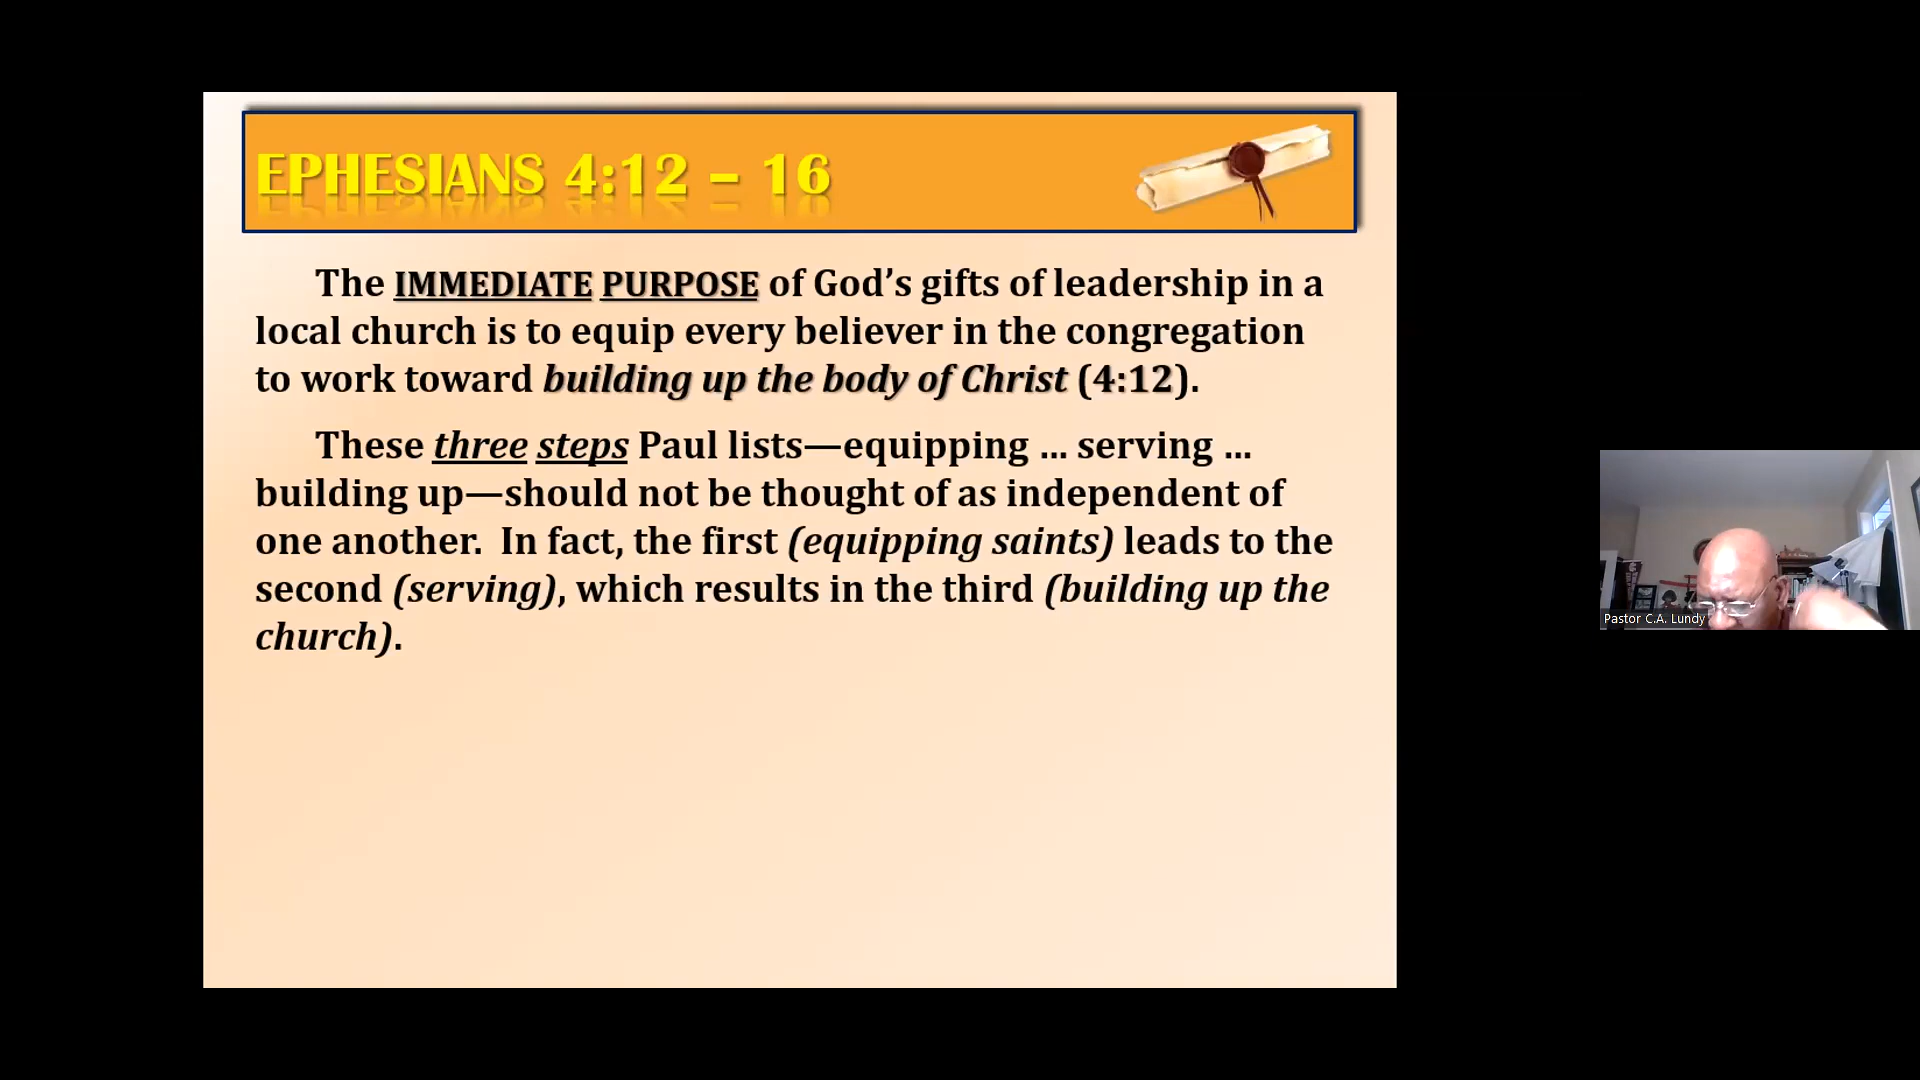 EPHESIANS 4:12 – 16
The IMMEDIATE PURPOSE of God’s gifts of leadership in a
local church is to equip every believer in the congregation
to work toward building up the body of Christ (4:12).
These three steps Paul lists—equipping … serving …
building up—should not be thought of as independent of
one another.  In fact, the first (equipping saints) leads to the
second (serving), which results in the third (building up the
church).
Pastor C.A. Lundy